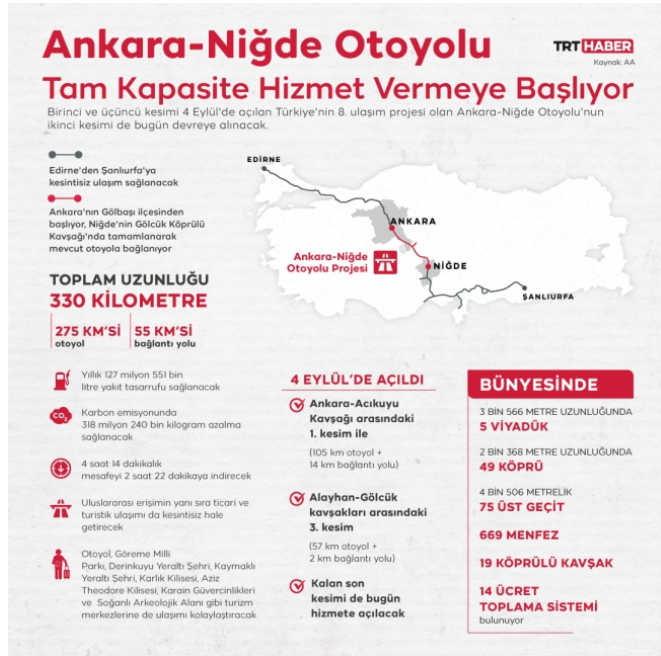 Ankara-Niğde Otoyolu
TRT HABER
Kaynak: AA
Tam Kapasite Hizmet Vermeye Başlıyor
Birinci ve üçüncü kesimi 4 Eylül'de açılan Türkiye'nin 8. ulaşım projesi olan Ankara-Niğde Otoyolu'nun
ikinci kesimi de bugün devreye alınacak.
Edirne'den Şanlıurfa'ya
kesintisiz ulaşım sağlanacak
Ankara'nın Gölbaşı ilçesinden
başlıyor, Niğde'nin Gölcük Köprülü
Kavşağı'nda tamamlanarak
mevcut otoyola bağlanıyor
EDİRNE
ANKARA
Ankara-Niğde
Otoyolu Projesi
NİĞDE
ŞANLIURFA
TOPLAM UZUNLUĞU
330 KİLOMETRE
275 KM'Sİ
otoyol
55 KM'Sİ
bağlantı yolu
Yıllık 127 milyon 551 bin
litre yakıt tasarrufu sağlanacak
CO2
Karbon emisyonunda
318 milyon 240 bin kilogram azalma
sağlanacak
4 saat 14 dakikalık
mesafeyi 2 saat 22 dakikaya indirecek
Uluslararası erişimin yanı sıra ticari ve
turistik ulaşımı da kesintisiz hale
getirecek
Otoyol, Göreme Milli
Parkı, Derinkuyu Yeraltı Şehri, Kaymaklı
Yeraltı Şehri, Karlık Kilisesi, Aziz
Theodore Kilisesi, Karain Güvercinlikleri
ve Soğanlı Arkeolojik Alanı gibi turizm
merkezlerine de ulaşımı kolaylaştıracak
4 EYLÜL'DE AÇILDI
Ankara-Acıkuyu
Kavşağı arasındaki
1. kesim ile
(105 km otoyol +
14 km bağlantı yolu)
Alayhan-Gölcük
kavşakları arasındaki
3. kesim
(57 km otoyol +
2 km bağlantı yolu)
Kalan son
kesimi de bugün
hizmete açılacak
BÜNYESİNDE
3 BİN 566 METRE UZUNLUĞUNDA
5 VİYADÜK
2 BİN 368 METRE UZUNLUĞUNDA
49 KÖPRÜ
4 BİN 506 METRELİK
75 ÜST GEÇİT
669 MENFEZ
19 KÖPRÜLÜ KAVŞAK
14 ÜCRET
TOPLAMA SİSTEMİ
bulunuyor